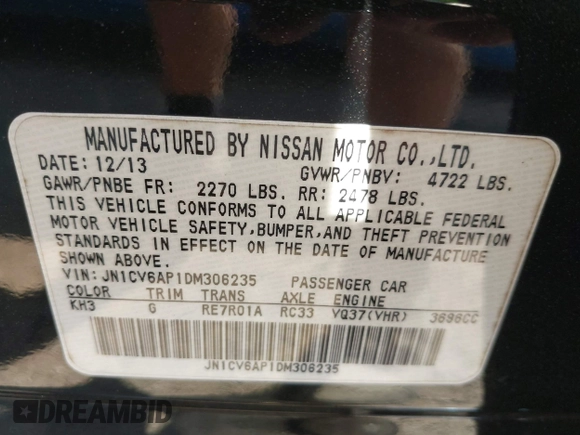 MANUFACTURED BY NISSAN MOTOR CO.,LTD.
DATE: 12/13 GVWR/PNBV: 4722 LBS.
GAWR/PNBE FR: 2270 LBS. RR: 2478 LBS.
THIS VEHICLE CONFORMS TO ALL APPLICABLE FEDERAL
MOTOR VEHICLE SAFETY,BUMPER,AND THEFT PREVENTION
STANDARDS IN EFFECT ON THE DATE OF MANUFACTURE
SHOWN ABOVE.
VIN: JN1CV6AP1DM306235 PASSENGER CAR
COLOR TRIM TRANS AXLE ENGINE
KH3 G RE7R01A RC33 VQ37(VHR) 3696CC
JN1CV6AP1DM306235
DREAMBID